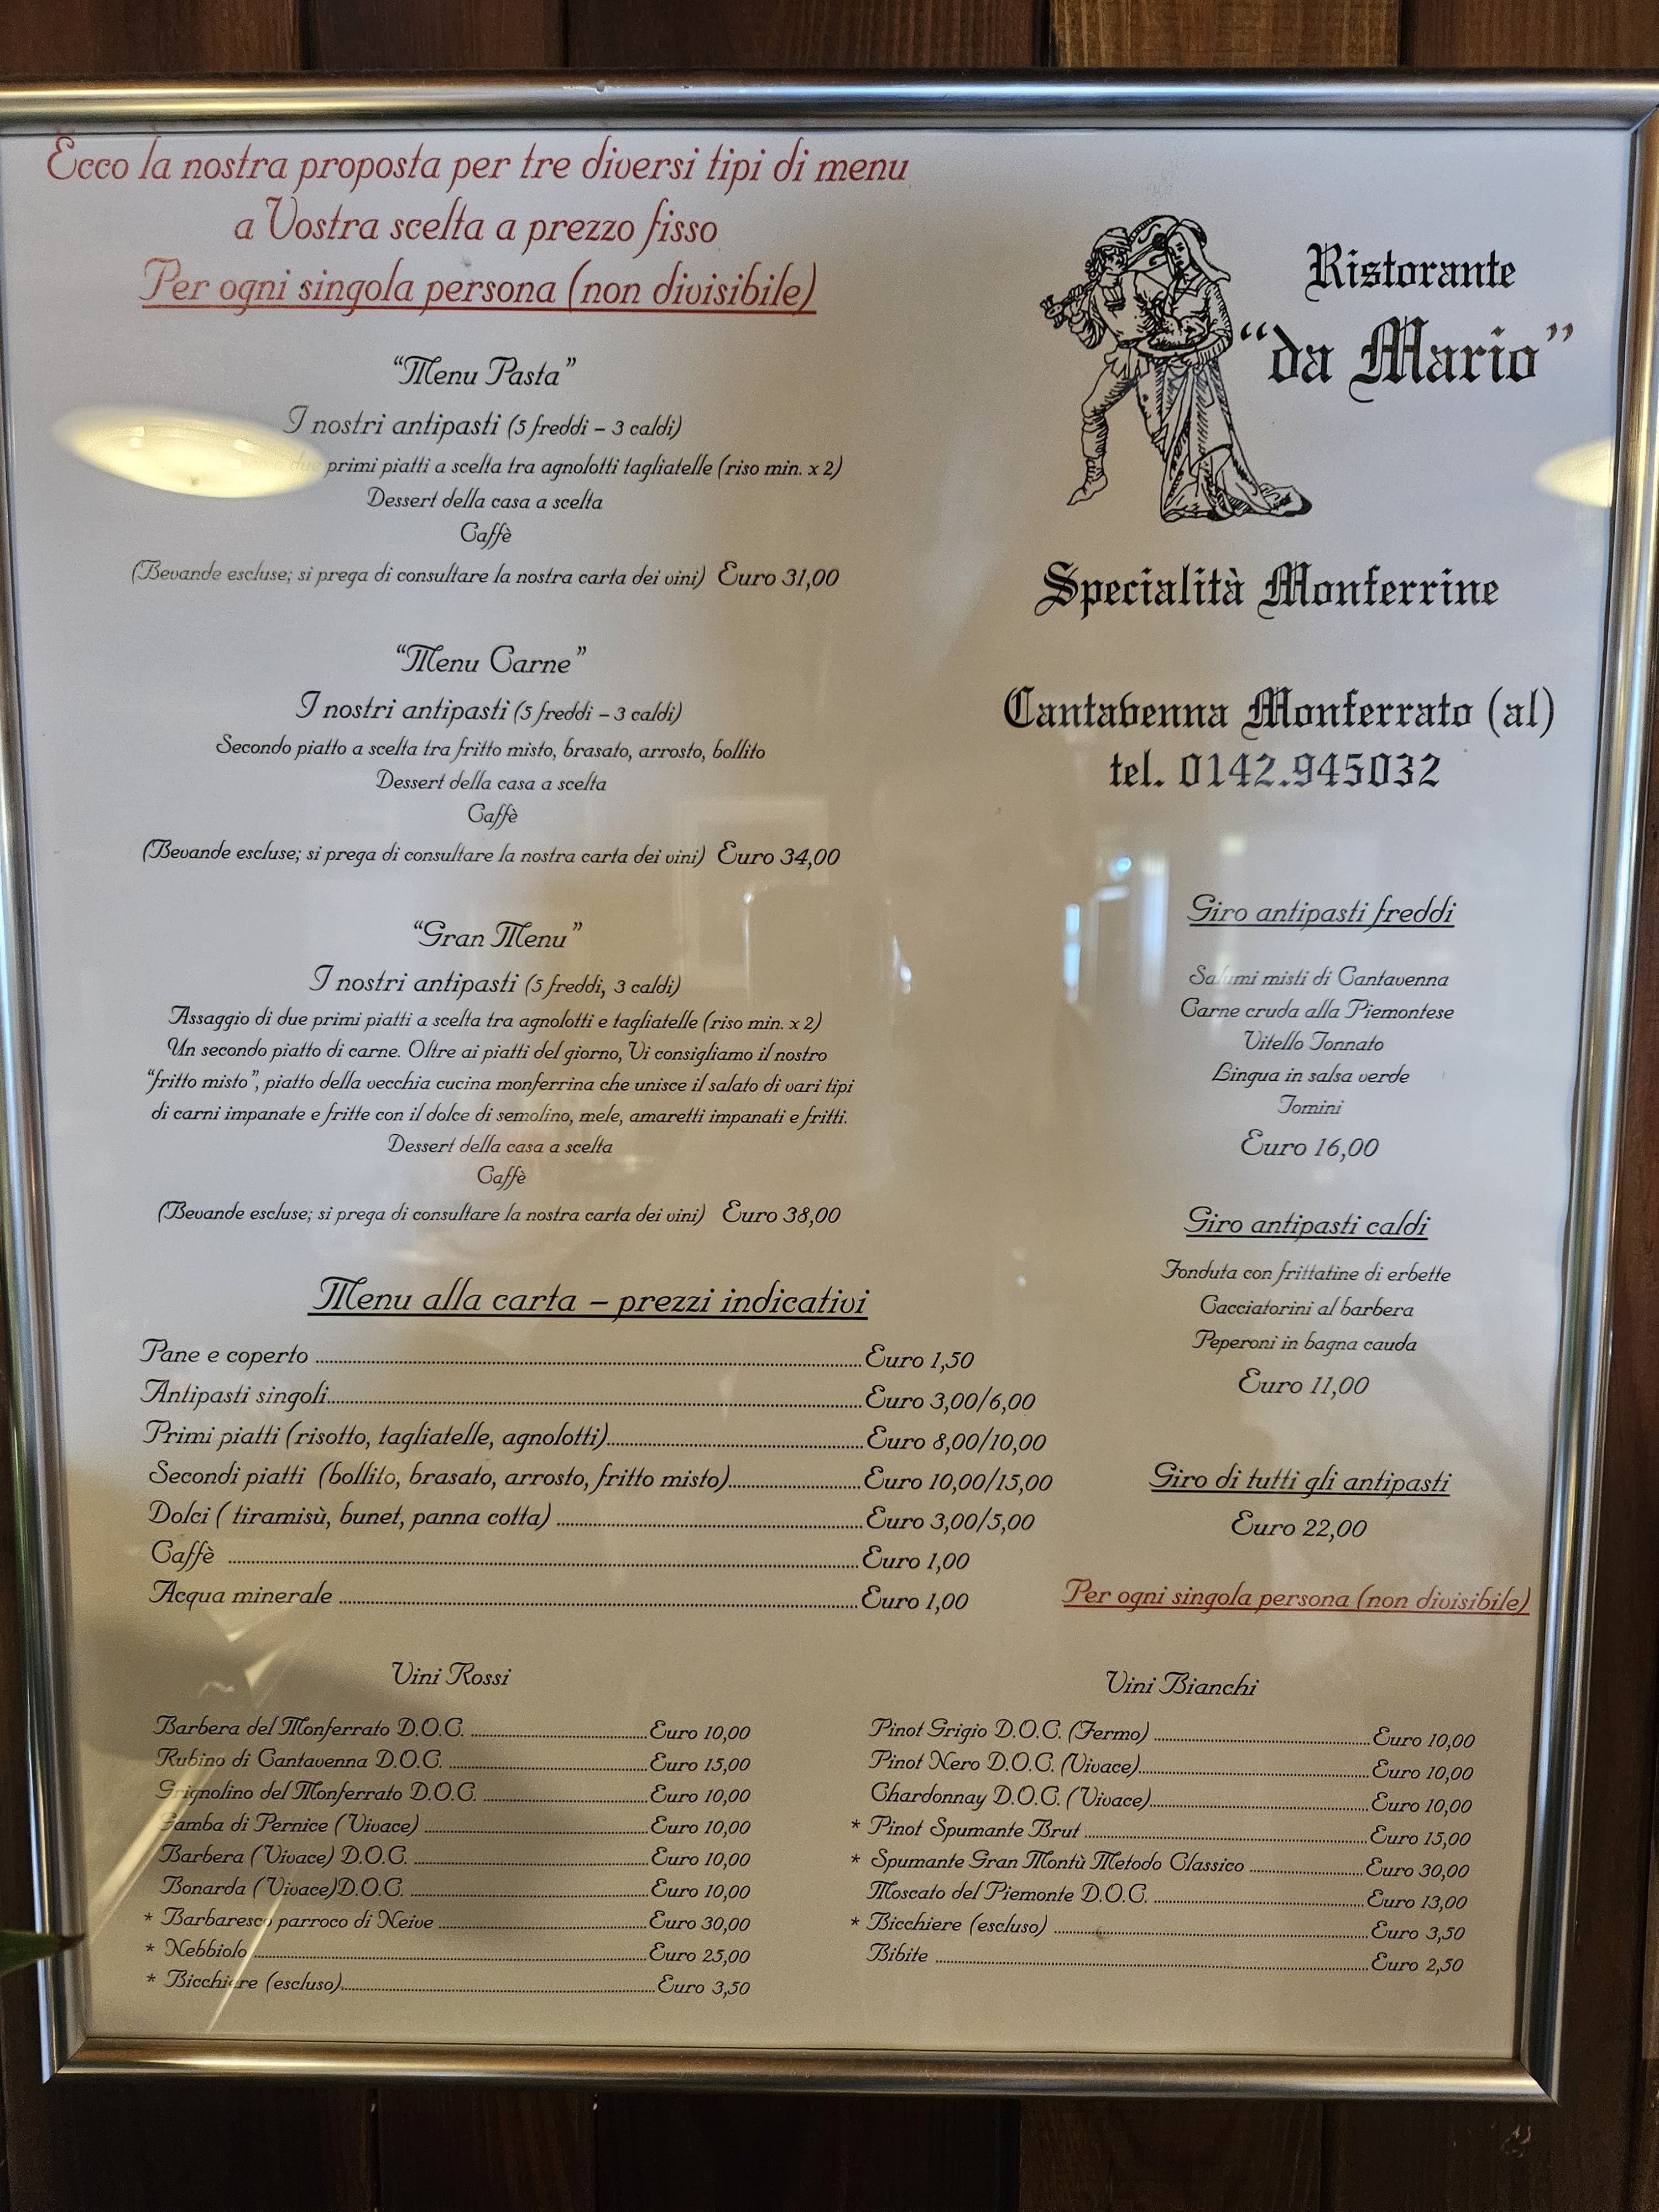 Ecco la nostra proposta per tre diversi tipi di menu
a Vostra scelta a prezzo fisso
Per ogni singola persona (non divisibile)
“Menu Pasta”
I nostri antipasti (5 freddi – 3 caldi)
due primi piatti a scelta tra agnolotti tagliatelle (riso min. x 2)
Dessert della casa a scelta
Caffè
(Bevande escluse; si prega di consultare la nostra carta dei vini) Euro 31,00
“Menu Carne”
I nostri antipasti (5 freddi – 3 caldi)
Secondo piatto a scelta tra fritto misto, brasato, arrosto, bollito
Dessert della casa a scelta
Caffè
(Bevande escluse; si prega di consultare la nostra carta dei vini) Euro 34,00
“Gran Menu”
I nostri antipasti (5 freddi, 3 caldi)
Assaggio di due primi piatti a scelta tra agnolotti e tagliatelle (riso min. x 2)
Un secondo piatto di carne. Oltre ai piatti del giorno, Vi consigliamo il nostro
“fritto misto”, piatto della vecchia cucina monferrina che unisce il salato di vari tipi
di carni impanate e fritte con il dolce di semolino, mele, amaretti impanati e fritti.
Dessert della casa a scelta
Caffè
(Bevande escluse; si prega di consultare la nostra carta dei vini) Euro 38,00
Menu alla carta – prezzi indicativi
Pane e coperto ..... Euro 1,50
Antipasti singoli..... Euro 3,00/6,00
Primi piatti (risotto, tagliatelle, agnolotti)..... Euro 8,00/10,00
Secondi piatti (bollito, brasato, arrosto, fritto misto)..... Euro 10,00/15,00
Dolci ( tiramisù, bunet, panna cotta) ..... Euro 3,00/5,00
Caffè ..... Euro 1,00
Acqua minerale ..... Euro 1,00
Ristorante
“da Mario”
Specialità Monferrine
Cantavenna Monferrato (al)
tel. 0142.945032
Giro antipasti freddi
Salumi misti di Cantavenna
Carne cruda alla Piemontese
Vitello Tonnato
Lingua in salsa verde
Tomini
Euro 16,00
Giro antipasti caldi
Fonduta con frittatine di erbette
Cacciatorini al barbera
Peperoni in bagna cauda
Euro 11,00
Giro di tutti gli antipasti
Euro 22,00
Per ogni singola persona (non divisibile)
Vini Rossi
Barbera del Monferrato D.O.C. ..... Euro 10,00
Rubino di Cantavenna D.O.C. ..... Euro 15,00
Grignolino del Monferrato D.O.C. ..... Euro 10,00
Gamba di Pernice (Vivace) ..... Euro 10,00
Barbera (Vivace) D.O.C. ..... Euro 10,00
Bonarda (Vivace)D.O.C. ..... Euro 10,00
* Barbaresco parroco di Neive ..... Euro 30,00
* Nebbiolo ..... Euro 25,00
* Bicchiere (escluso)..... Euro 3,50
Vini Bianchi
Pinot Grigio D.O.C. (Fermo) ..... Euro 10,00
Pinot Nero D.O.C. (Vivace)..... Euro 10,00
Chardonnay D.O.C. (Vivace)..... Euro 10,00
* Pinot Spumante Brut ..... Euro 15,00
* Spumante Gran Montù Metodo Classico ..... Euro 30,00
Moscato del Piemonte D.O.C. ..... Euro 13,00
* Bicchiere (escluso) ..... Euro 3,50
Bibite ..... Euro 2,50